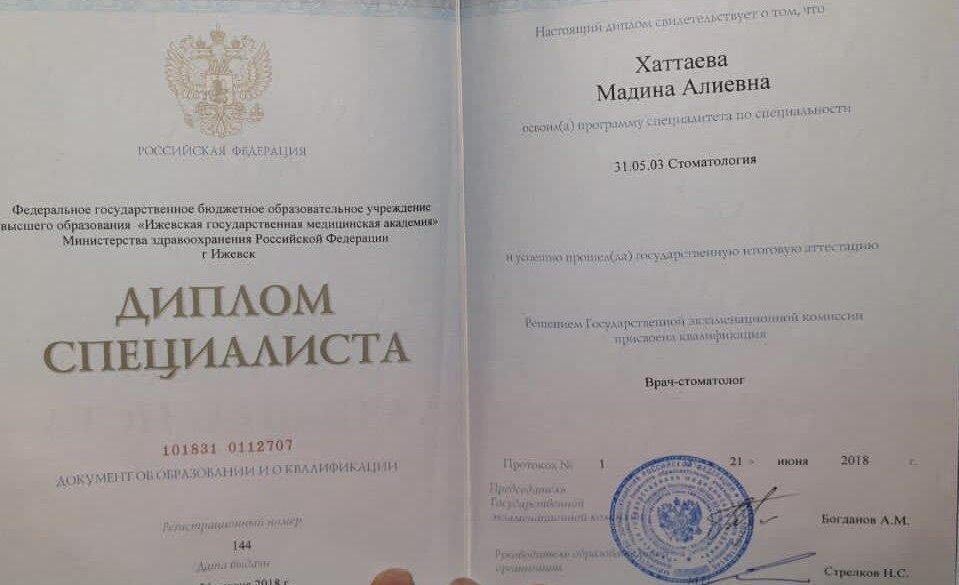 РОССИЙСКАЯ ФЕДЕРАЦИЯ
Федеральное государственное бюджетное образовательное учреждение
высшего образования «Ижевская государственная медицинская академия»
Министерства здравоохранения Российской Федерации
г Ижевск
ДИПЛОМ
СПЕЦИАЛИСТА
101831 0112707
ДОКУМЕНТ ОБ ОБРАЗОВАНИИ И О КВАЛИФИКАЦИИ
Регистрационный номер
144
Дата выдачи
2018 г.
Настоящий диплом свидетельствует о том, что
Хаттаева
Мадина Алиевна
освоил(а) программу специалитета по специальности
31.05.03 Стоматология
и успешно прошел(ла) государственную итоговую аттестацию
Решением Государственной экзаменационной комиссии
присвоена квалификация
Врач-стоматолог
Протокол № 1 21 » июня 2018 г.
Председатель
Государственной
экзаменационной
Богданов А.М.
Руководитель
организации
Стрелков Н.С.